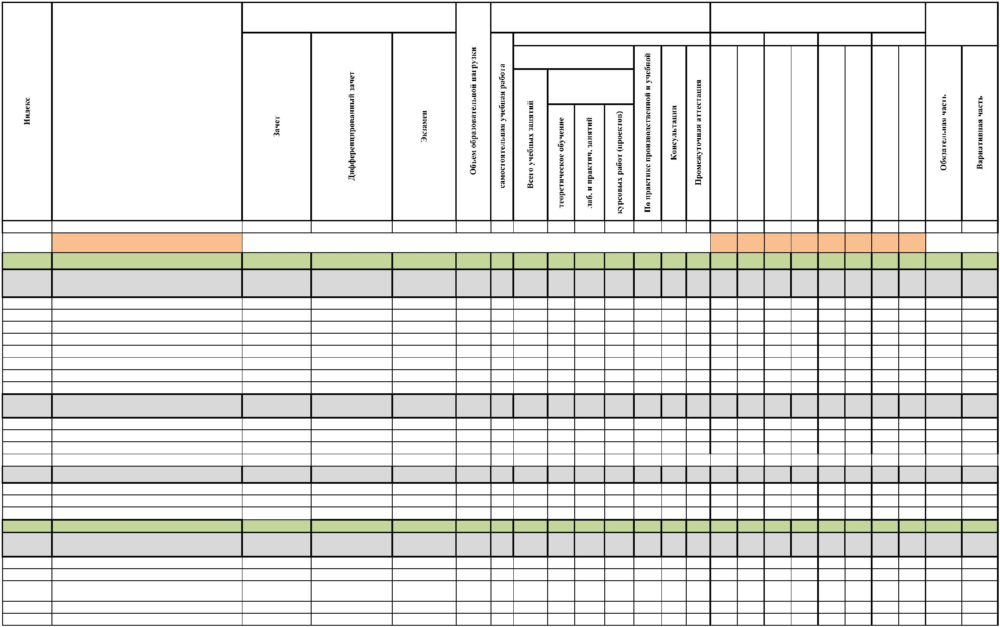 Индекс
Зачет
Дифференцированный зачет
Экзамен
Объем образовательной нагрузки
самостоятельная учебная работа
Всего учебных занятий
теоретическое обучение
лаб. и практич. занятий
курсовых работ (проектов)
По практике производственной и учебной
Консультации
Промежуточная аттестация
Обязательная часть
Вариативная часть